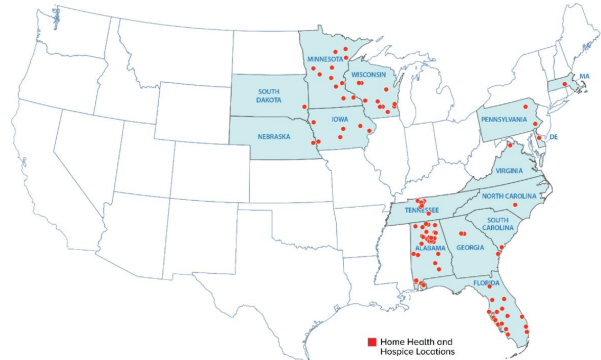 MINNESOTA
WISCONSIN
MA
SOUTH
DAKOTA
IOWA
PENNSYLVANIA
NEBRASKA
DE
VIRGINIA
NORTH CAROLINA
TENNESSEE
SOUTH
CAROLINA
ALABAMA
GEORGIA
FLORIDA
Home Health and
Hospice Locations